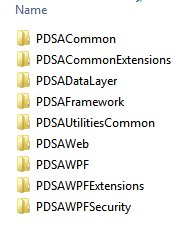 Name
PDSACommon
PDSACommonExtensions
PDSADataLayer
PDSAFramework
PDSAUtilitiesCommon
PDSAWeb
PDSAWPF
PDSAWPFExtensions
PDSAWPFSecurity